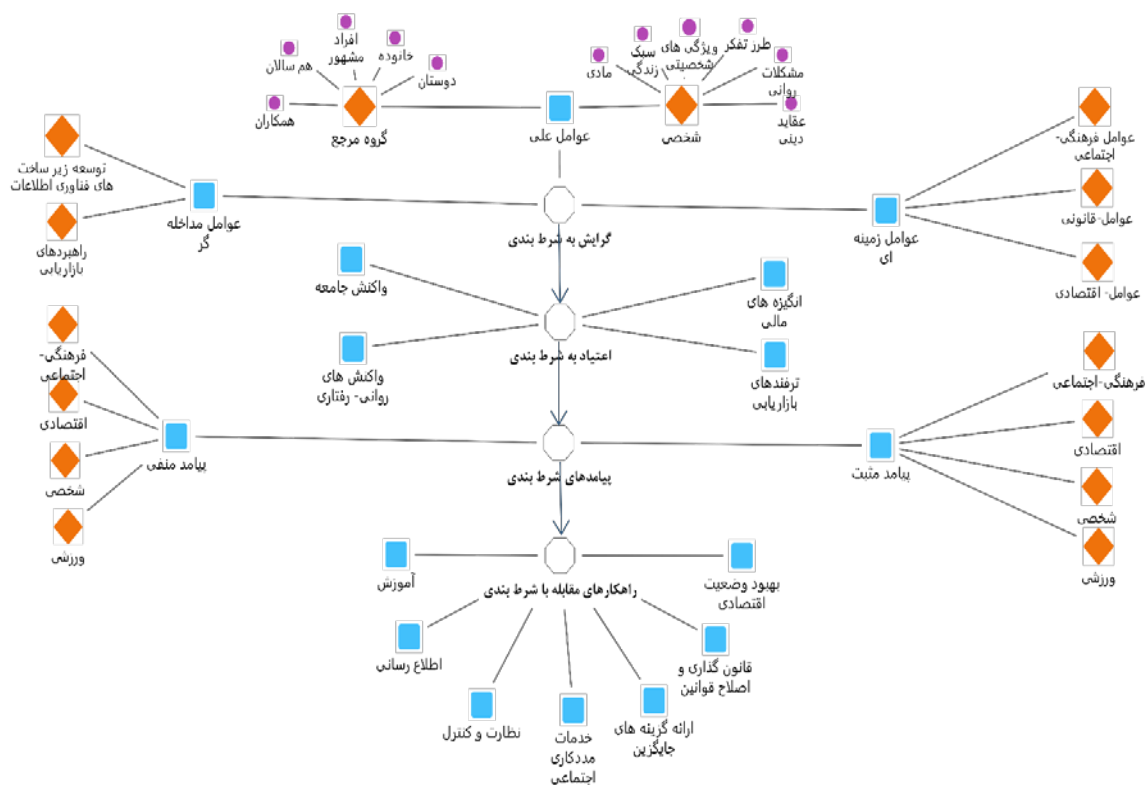 طرز تفکر
ویژگی های
شخصیتی
سبک
زندگی
مادی
مشکلات
روانی
عقاید
دینی
شخصی
عوامل علی
افراد
مشهور
خانوده
دوستان
هم سالان
همکاران
گروه مرجع
عوامل فرهنگی-
اجتماعی
عوامل-قانونی
عوامل- اقتصادی
عوامل زمینه
ای
گرایش به شرط بندی
عوامل مداخله
گر
توسعه زیر ساخت
های فناوری اطلاعات
راهبردهای
بازاریابی
انگیزه های
مالی
واکنش جامعه
اعتیاد به شرط بندی
ترفندهای
بازاریابی
واکنش های
روانی- رفتاری
فرهنگی-اجتماعی
اقتصادی
شخصی
ورزشی
پیامد مثبت
پیامدهای شرط بندی
پیامد منفی
فرهنگی-
اجتماعی
اقتصادی
شخصی
ورزشی
راهکارهای مقابله با شرط بندی
بهبود وضعیت
اقتصادی
آموزش
قانون گذاری و
اصلاح قوانین
اطلاع رسانی
ارائه گزینه های
جایگزین
خدمات
مددکاری
اجتماعی
نظارت و کنترل